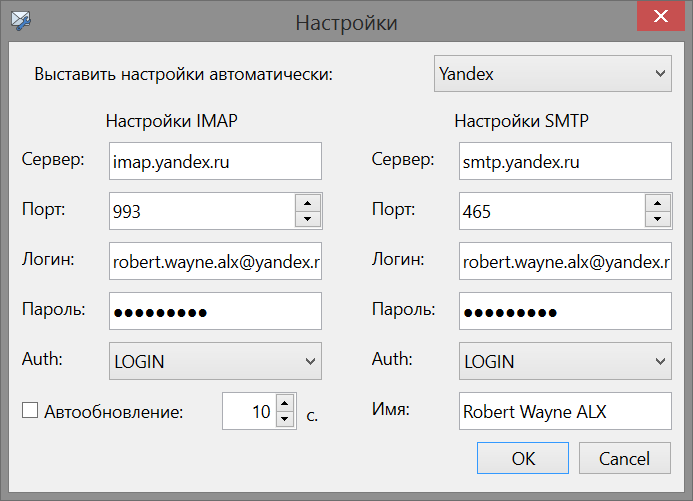 Настройки
Выставить настройки автоматически: Yandex
Настройки IMAP Настройки SMTP
Сервер: imap.yandex.ru Сервер: smtp.yandex.ru
Порт: 993 Порт: 465
Логин: robert.wayne.alx@yandex.r Логин: robert.wayne.alx@yandex.r
Пароль: ●●●●●●●●● Пароль: ●●●●●●●●●
Auth: LOGIN Auth: LOGIN
Автообновление: 10 с. Имя: Robert Wayne ALX
OK Cancel